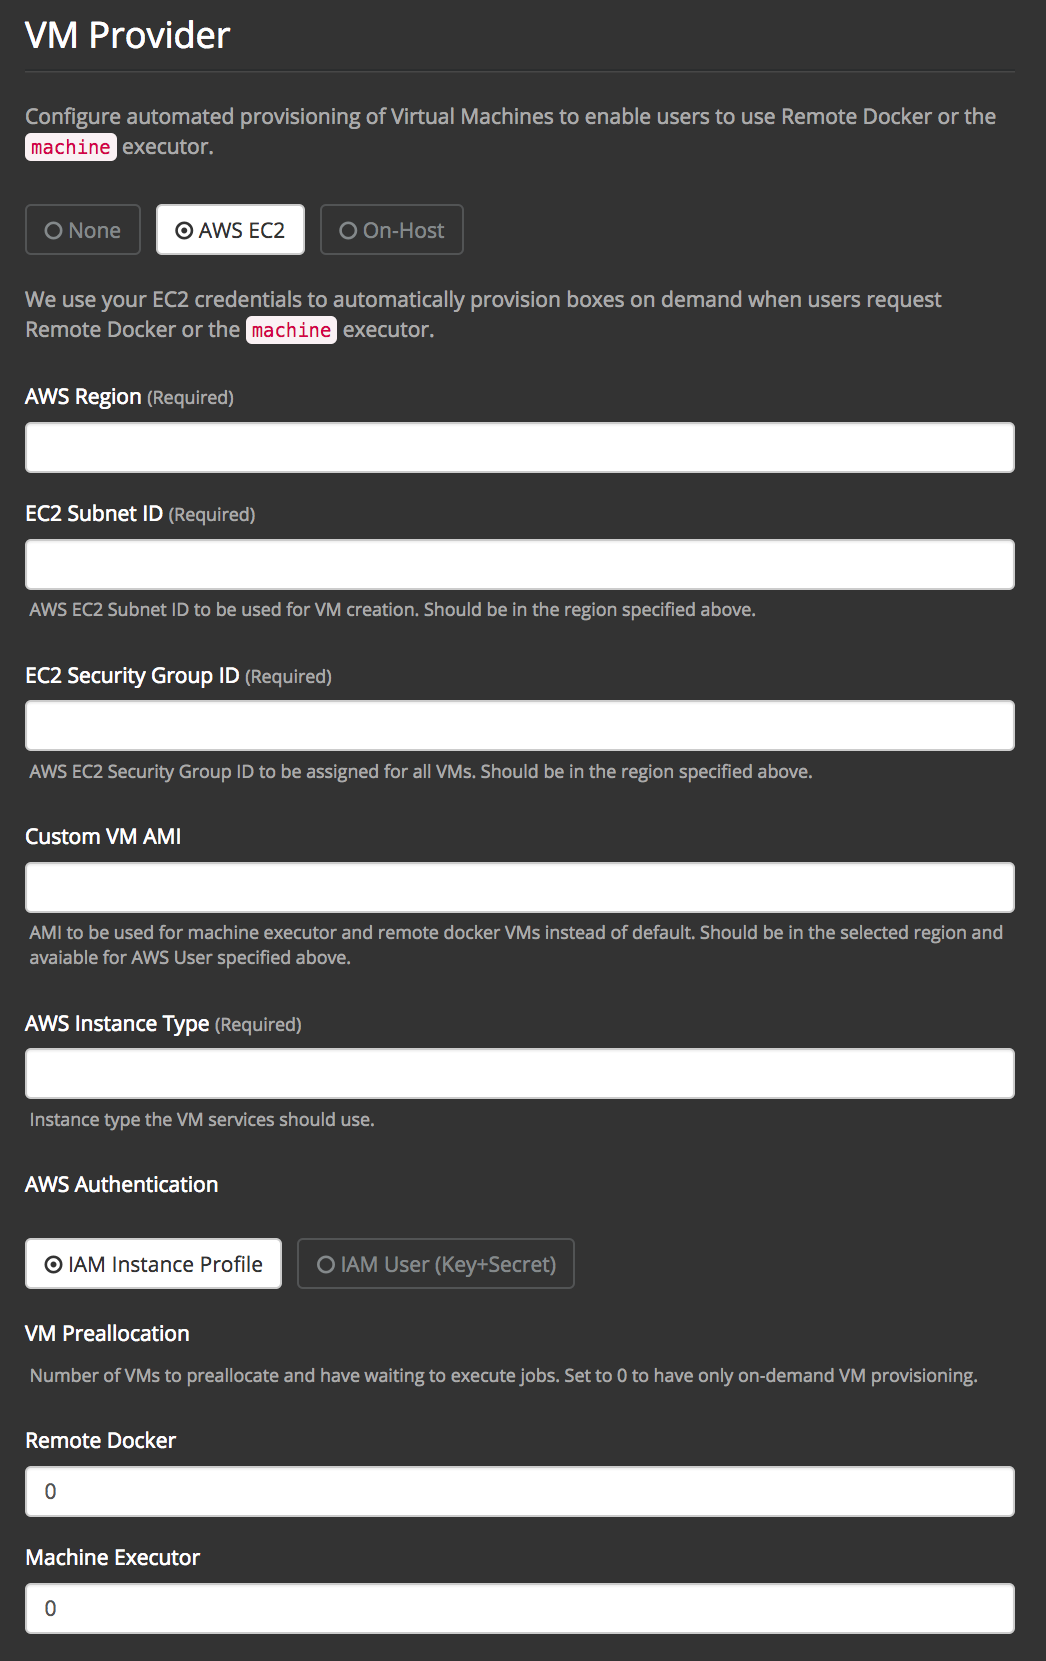 VM Provider
Configure automated provisioning of Virtual Machines to enable users to use Remote Docker or the
machine executor.
None
AWS EC2
On-Host
We use your EC2 credentials to automatically provision boxes on demand when users request
Remote Docker or the machine executor.
AWS Region (Required)
EC2 Subnet ID (Required)
AWS EC2 Subnet ID to be used for VM creation. Should be in the region specified above.
EC2 Security Group ID (Required)
AWS EC2 Security Group ID to be assigned for all VMs. Should be in the region specified above.
Custom VM AMI
AMI to be used for machine executor and remote docker VMs instead of default. Should be in the selected region and
avaiable for AWS User specified above.
AWS Instance Type (Required)
Instance type the VM services should use.
AWS Authentication
IAM Instance Profile
IAM User (Key+Secret)
VM Preallocation
Number of VMs to preallocate and have waiting to execute jobs. Set to 0 to have only on-demand VM provisioning.
Remote Docker
0
Machine Executor
0